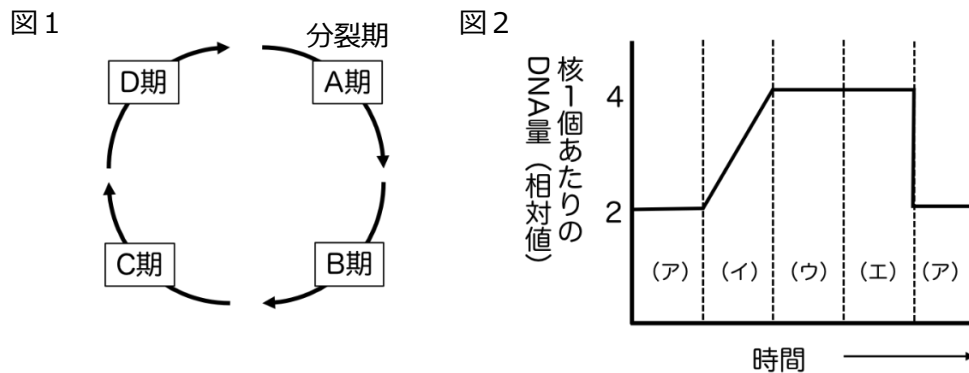 図1
分裂期
D期
A期
C期
B期
図2
核1個あたりの
DNA量（相対値）
4
2
（ア）
（イ）
（ウ）
（エ）
（ア）
時間